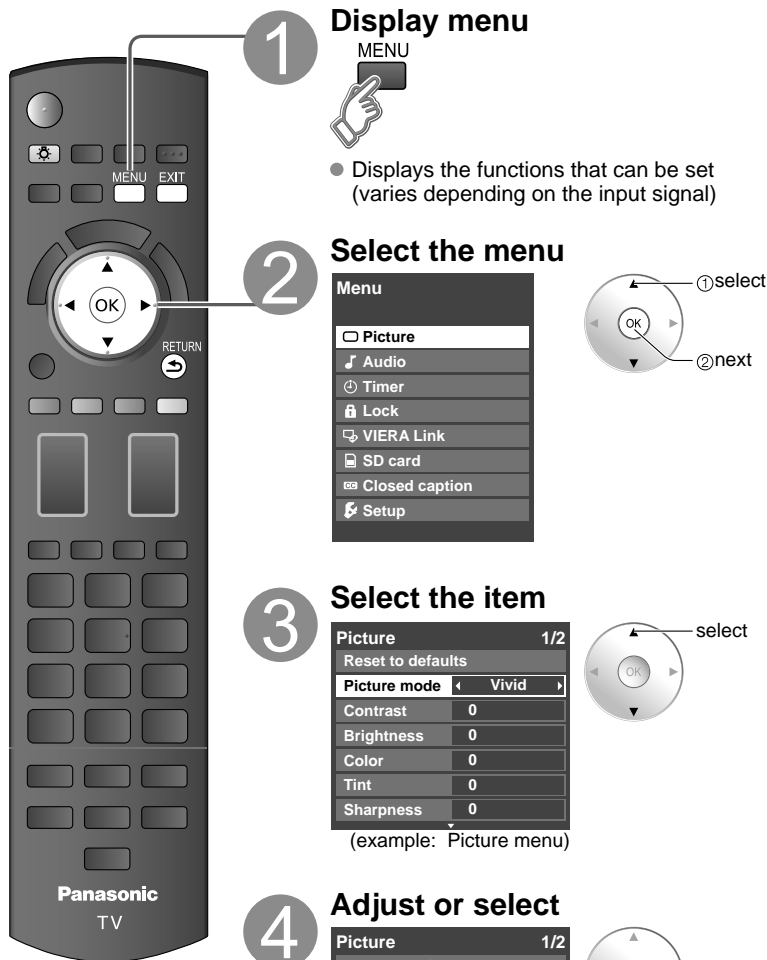 1
Display menu
MENU
● Displays the functions that can be set
(varies depending on the input signal)
MENU EXIT
2
Select the menu
OK
RETURN
Menu
Picture
Audio
Timer
Lock
VIERA Link
SD card
CC Closed caption
Setup
OK
①select
②next
3
Select the item
Picture 1/2
Reset to defaults
Picture mode Vivid
Contrast 0
Brightness 0
Color 0
Tint 0
Sharpness 0
(example: Picture menu)
OK
select
Panasonic
TV
4
Adjust or select
Picture 1/2